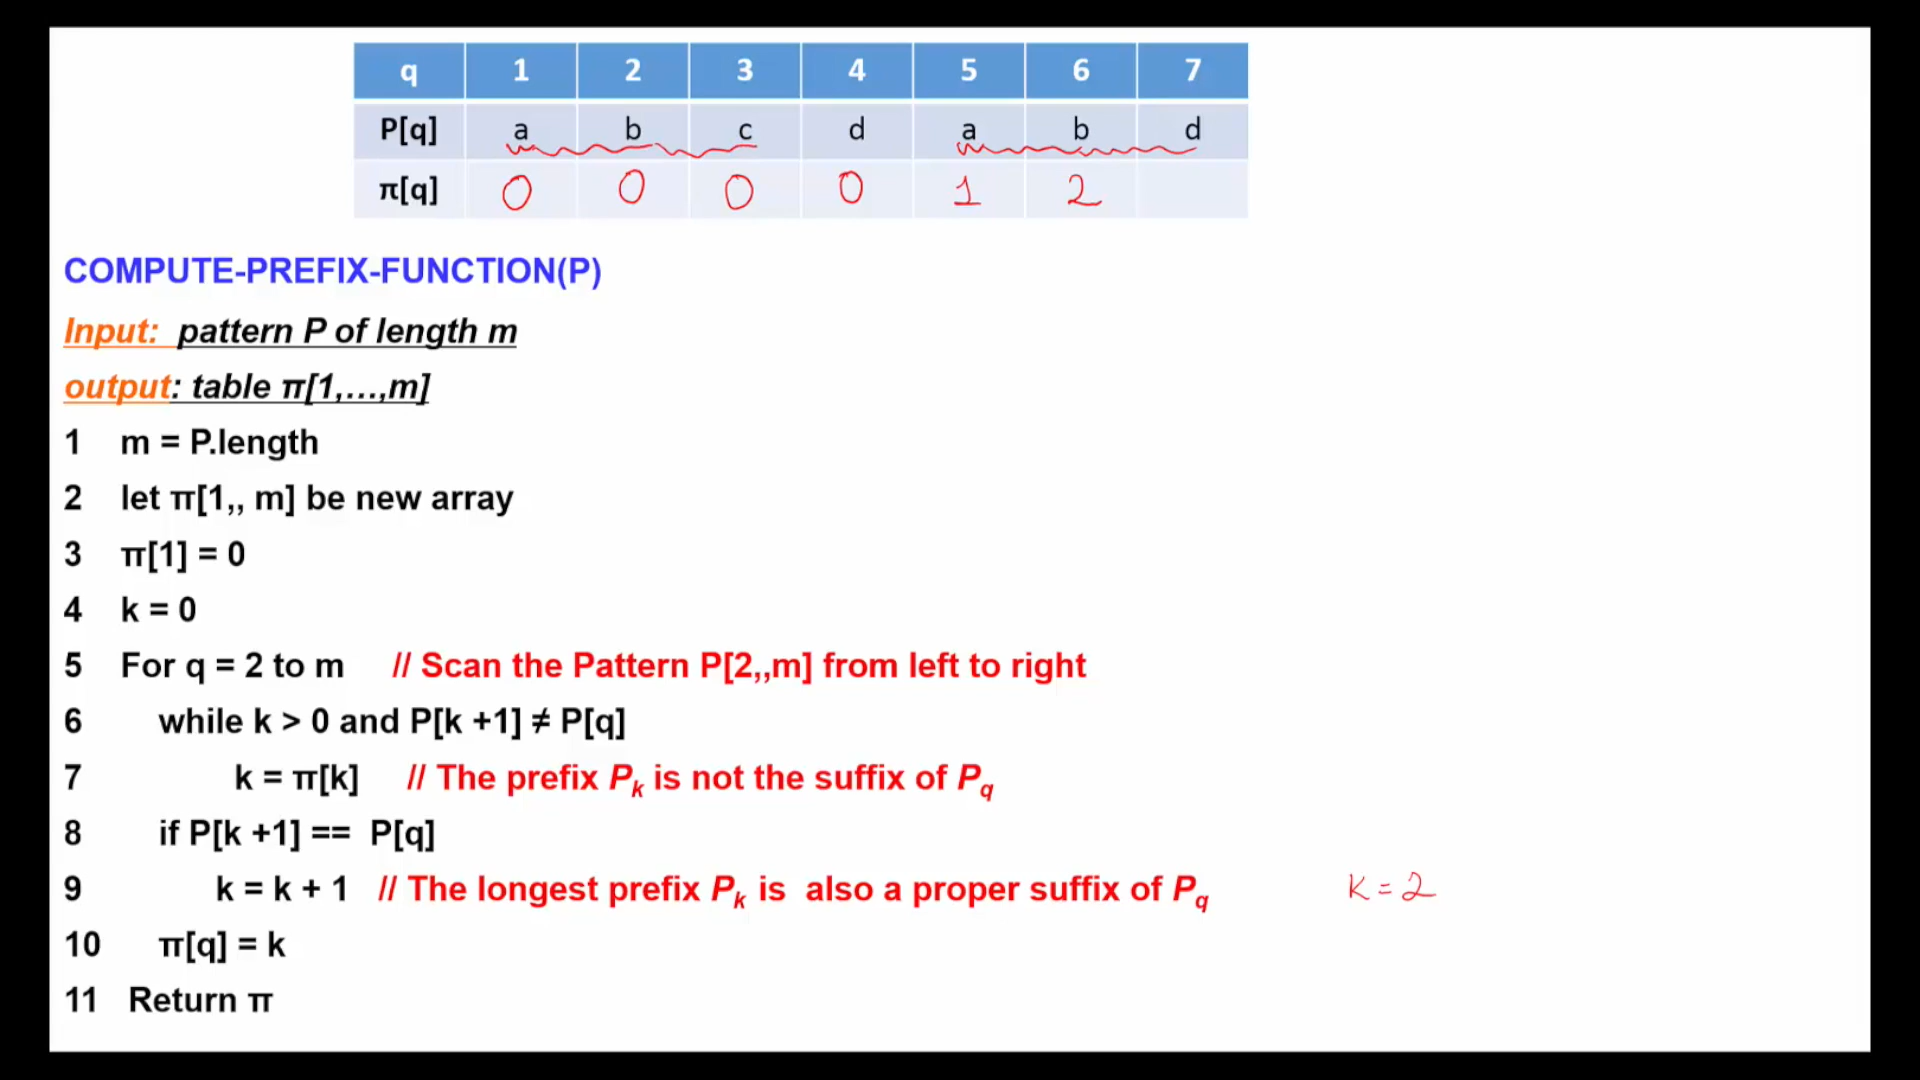 q 1 2 3 4 5 6 7
P[q] a b c d a b d
π[q] 0 0 0 0 1 2
COMPUTE-PREFIX-FUNCTION(P)
Input: pattern P of length m
output: table π[1,...,m]
1 m = P.length
2 let π[1,, m] be new array
3 π[1] = 0
4 k = 0
5 For q = 2 to m // Scan the Pattern P[2,,m] from left to right
6 while k > 0 and P[k +1] ≠ P[q]
7 k = π[k] // The prefix Pk is not the suffix of Pq
8 if P[k +1] == P[q]
9 k = k + 1 // The longest prefix Pk is also a proper suffix of Pq K = 2
10 π[q] = k
11 Return π